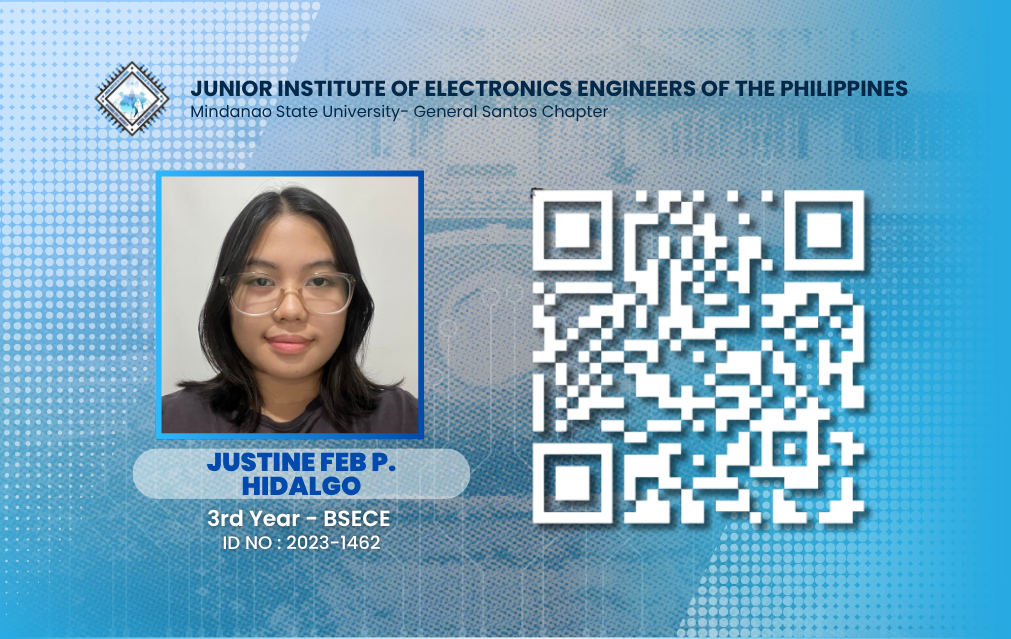 JUNIOR INSTITUTE OF ELECTRONICS ENGINEERS OF THE PHILIPPINES
Mindanao State University- General Santos Chapter
JUSTINE FEB P.
HIDALGO
3rd Year - BSECE
ID NO : 2023-1462